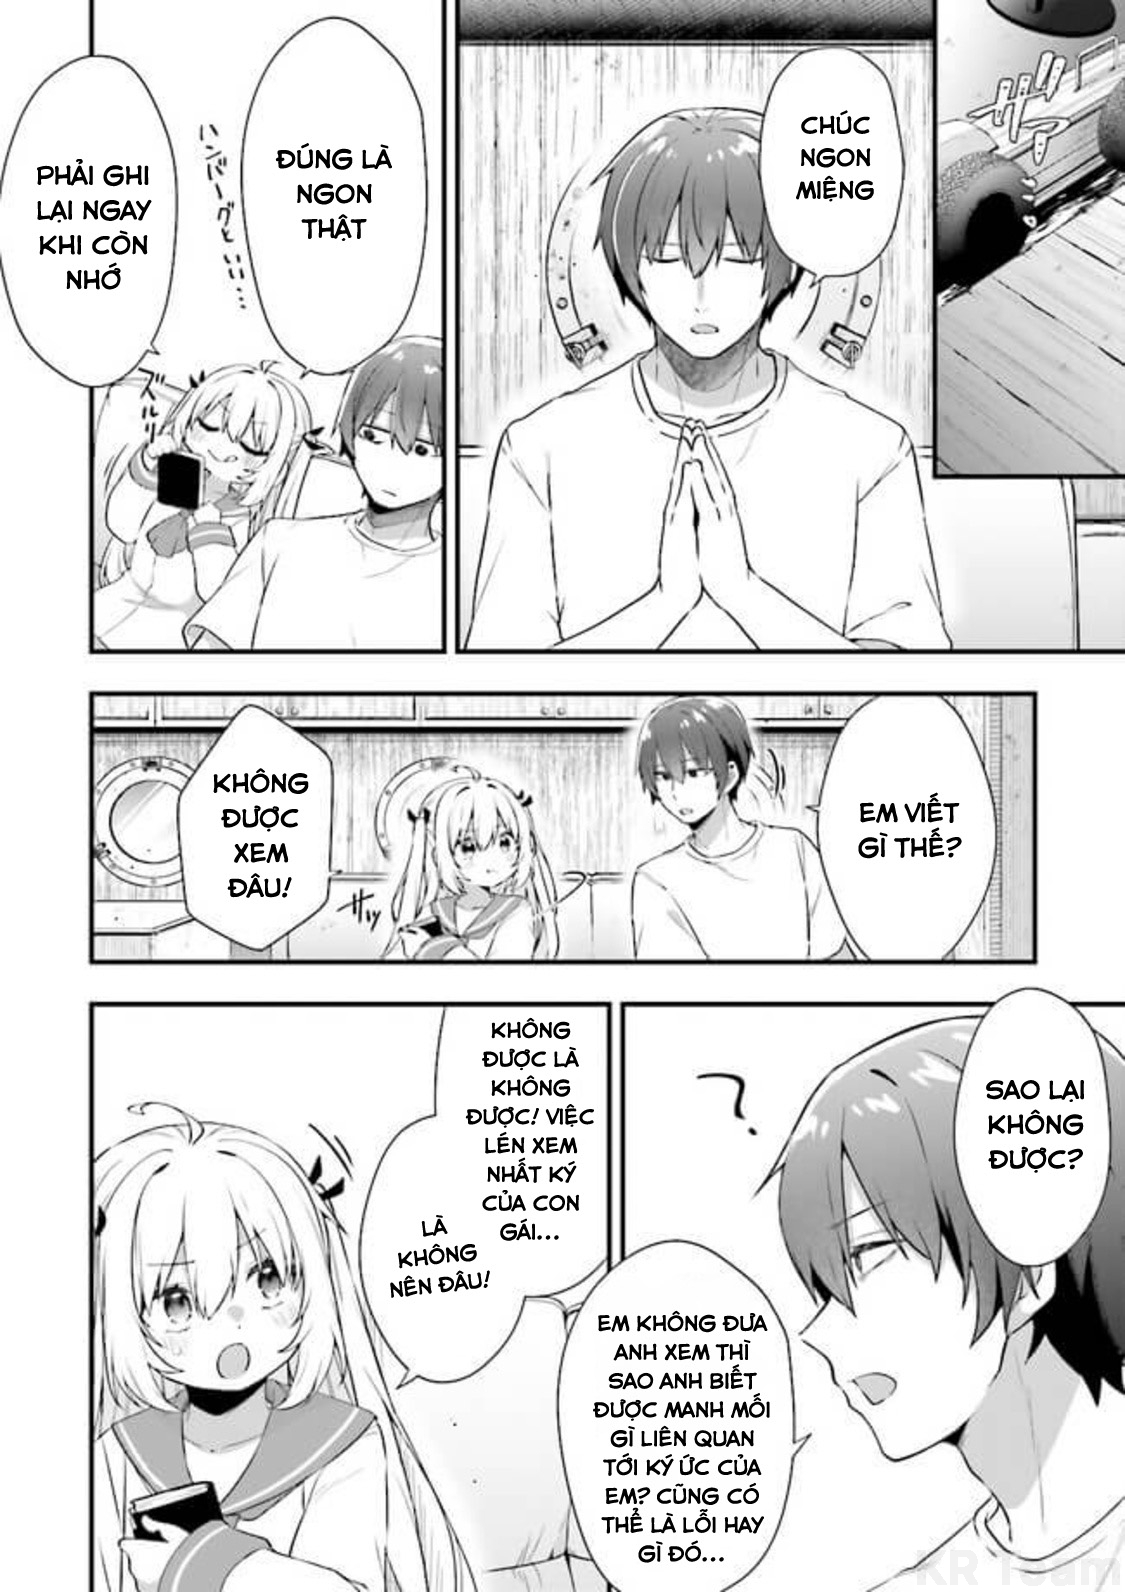 CHÚC
NGON
MIỆNG
ĐÚNG LÀ
NGON
THẬT
ハンバーグと、い…
PHẢI GHI
LẠI NGAY
KHI CÒN
NHỚ
EM VIẾT
GÌ THẾ?
KHÔNG
ĐƯỢC
XEM
ĐÂU!
SAO LẠI
KHÔNG
ĐƯỢC?
EM KHÔNG ĐƯA
ANH XEM THÌ
SAO ANH BIẾT
ĐƯỢC MANH MỐI
GÌ LIÊN QUAN
TỚI KÝ ỨC CỦA
EM? CŨNG CÓ
THỂ LÀ LỖI HAY
GÌ ĐÓ...
KHÔNG
ĐƯỢC LÀ
KHÔNG
ĐƯỢC! VIỆC
LÉN XEM
NHẤT KÝ
CỦA CON
GÁI...
LÀ
KHÔNG
NÊN ĐÂU!
KR Team